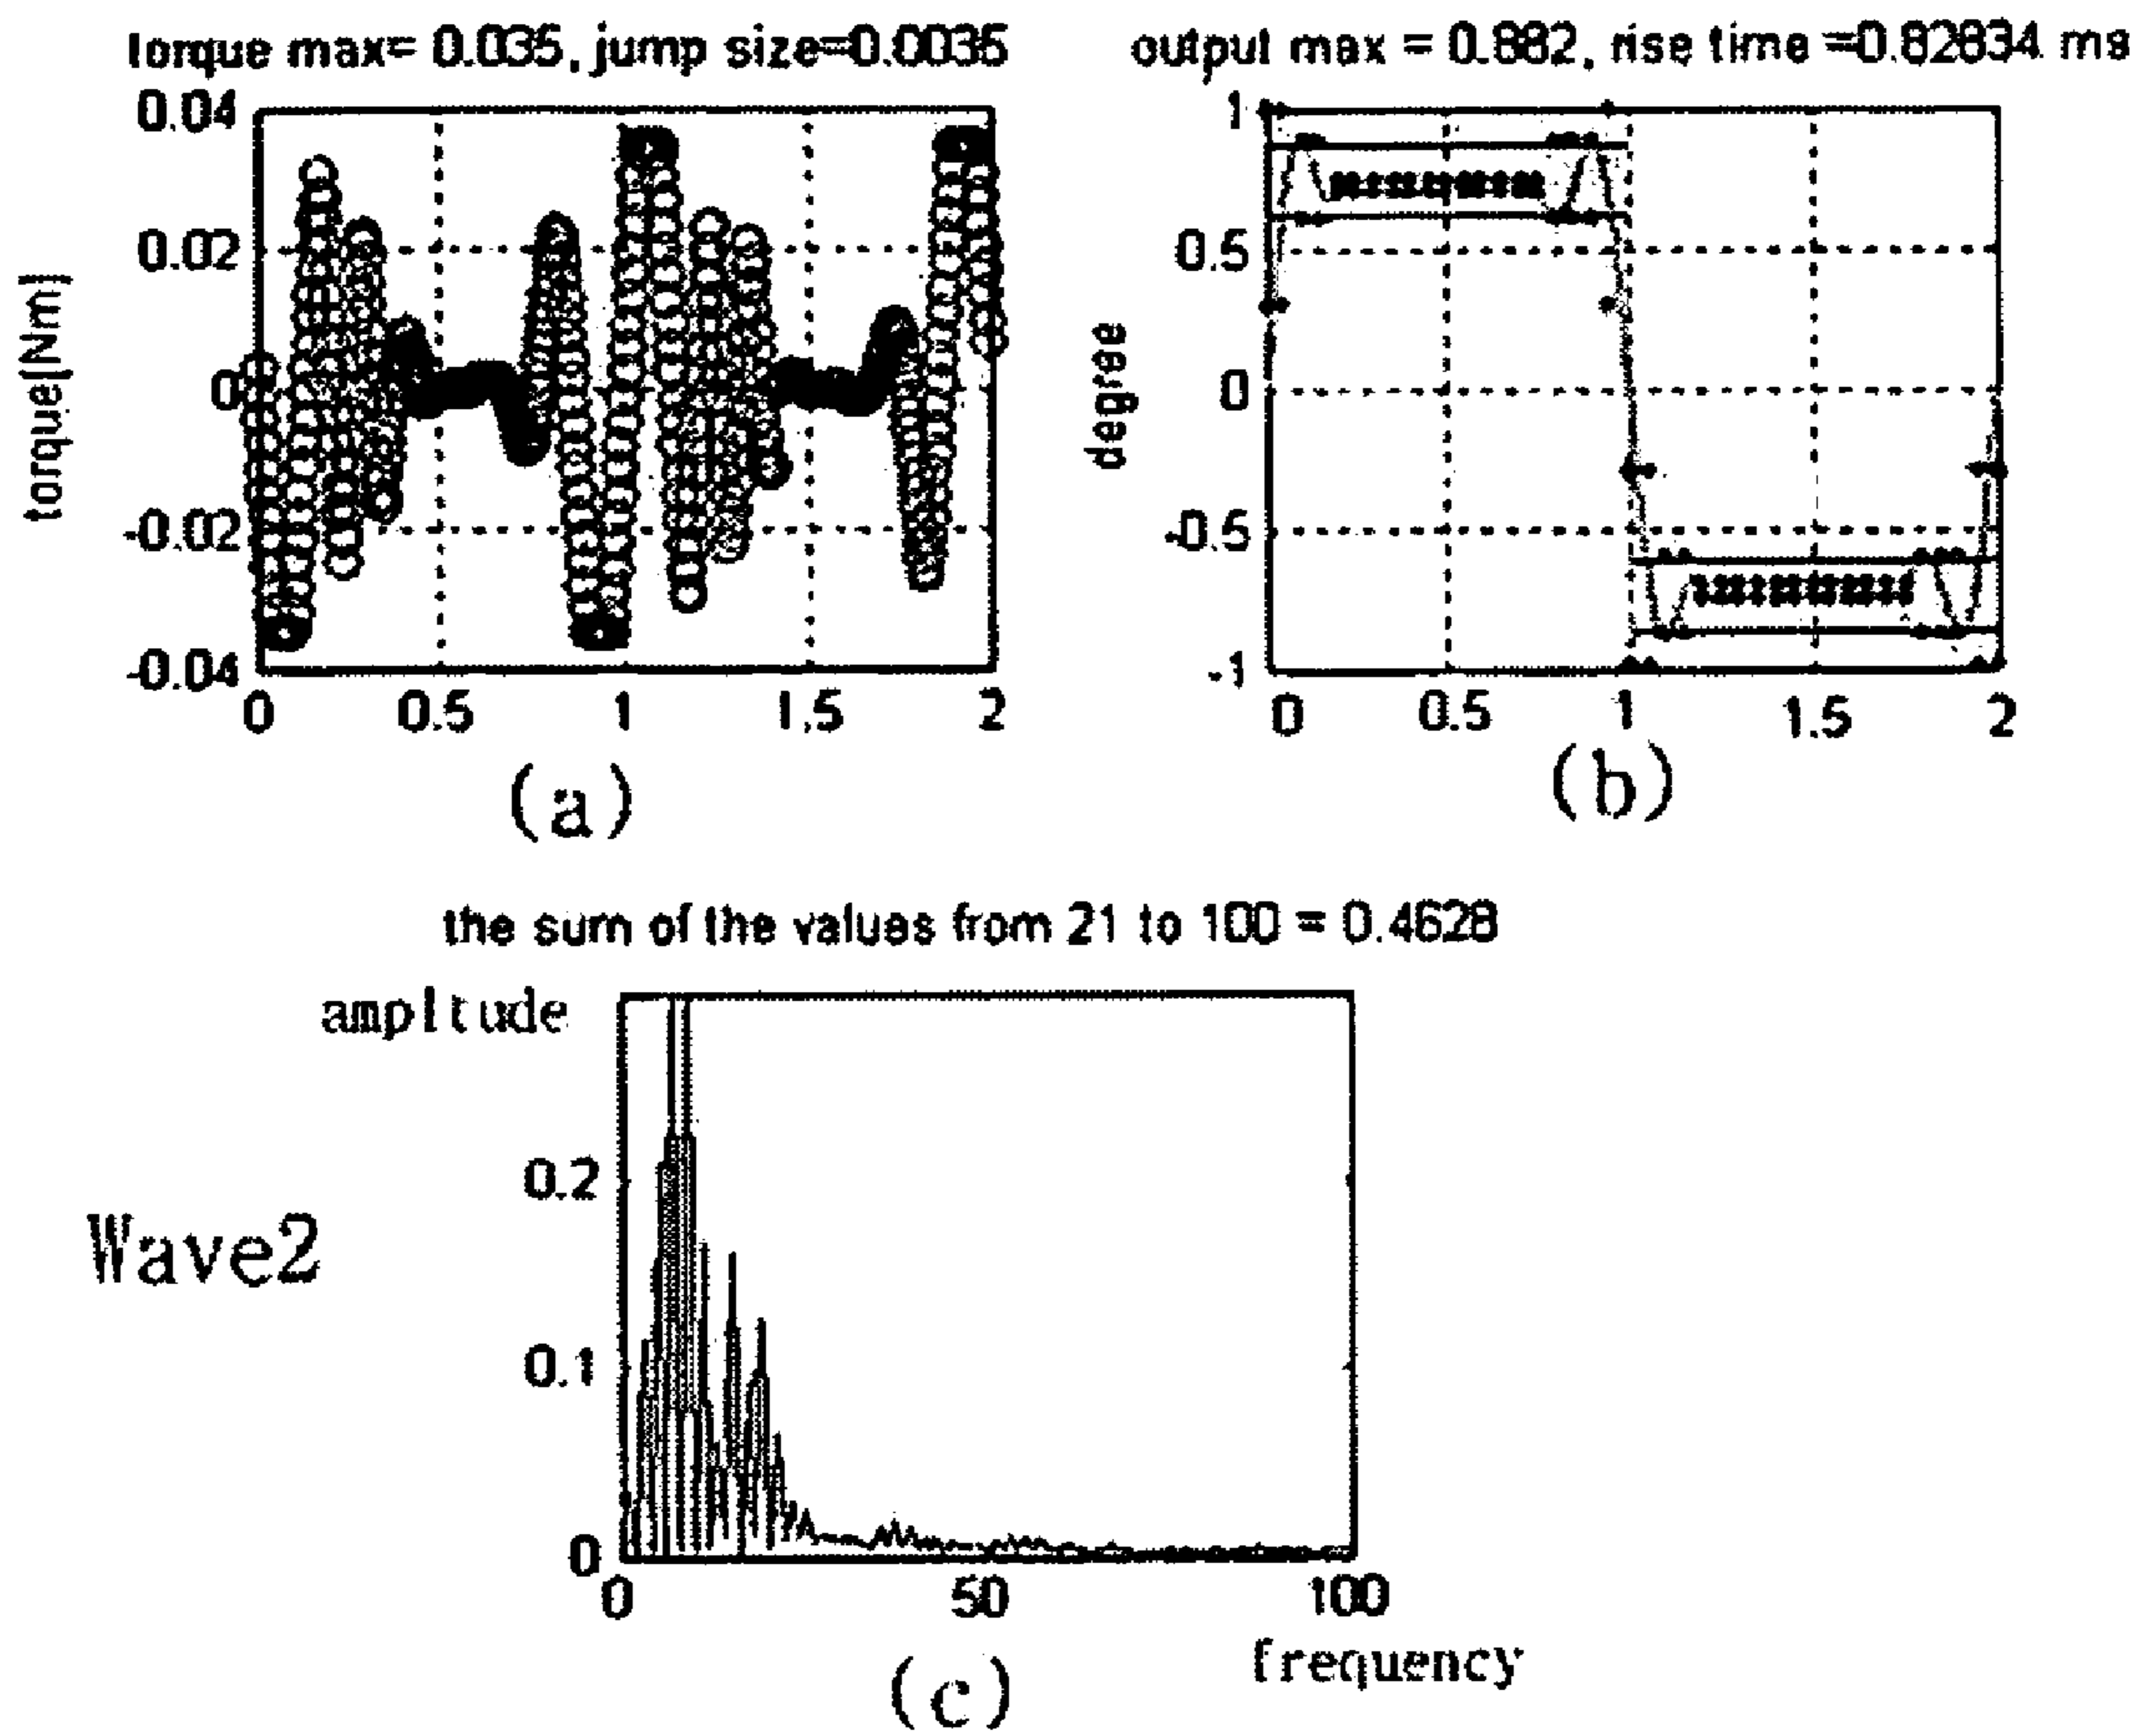 torque max= 0.035, jump size=0.0035
0.04
0.02
0
-0.02
-0.04
torque[Nm]
0 0.5 1 1.5 2
(a)
output max = 0.882, rise time =0.82834 ms
1
0.5
0
-0.5
-1
degree
0 0.5 1 1.5 2
(b)
the sum of the values from 21 to 100 = 0.4628
ampltude
0.2
0.1
0
Wave2
0 50 100
frequency
(c)